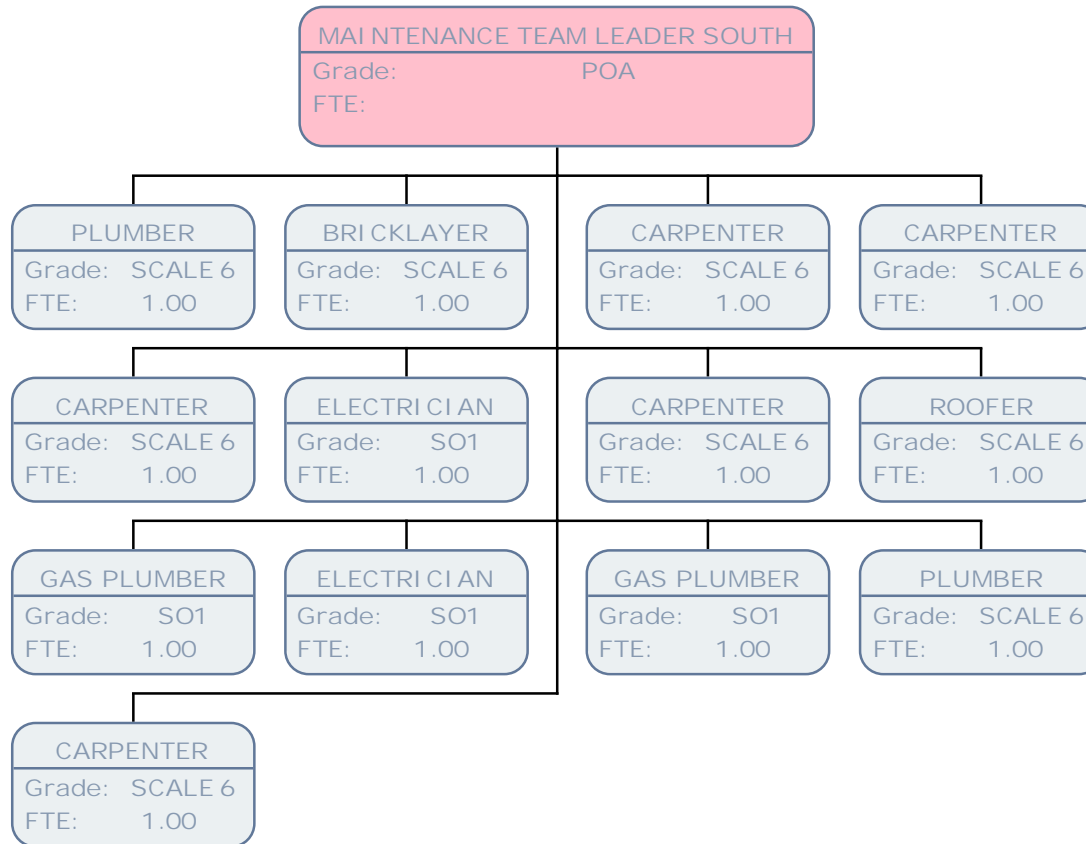 MAINTENANCE TEAM LEADER SOUTH
Grade: POA
FTE:
PLUMBER
Grade: SCALE 6
FTE: 1.00
BRICKLAYER
Grade: SCALE 6
FTE: 1.00
CARPENTER
Grade: SCALE 6
FTE: 1.00
CARPENTER
Grade: SCALE 6
FTE: 1.00
CARPENTER
Grade: SCALE 6
FTE: 1.00
ELECTRICIAN
Grade: SO1
FTE: 1.00
CARPENTER
Grade: SCALE 6
FTE: 1.00
ROOFER
Grade: SCALE 6
FTE: 1.00
GAS PLUMBER
Grade: SO1
FTE: 1.00
ELECTRICIAN
Grade: SO1
FTE: 1.00
GAS PLUMBER
Grade: SO1
FTE: 1.00
PLUMBER
Grade: SCALE 6
FTE: 1.00
CARPENTER
Grade: SCALE 6
FTE: 1.00